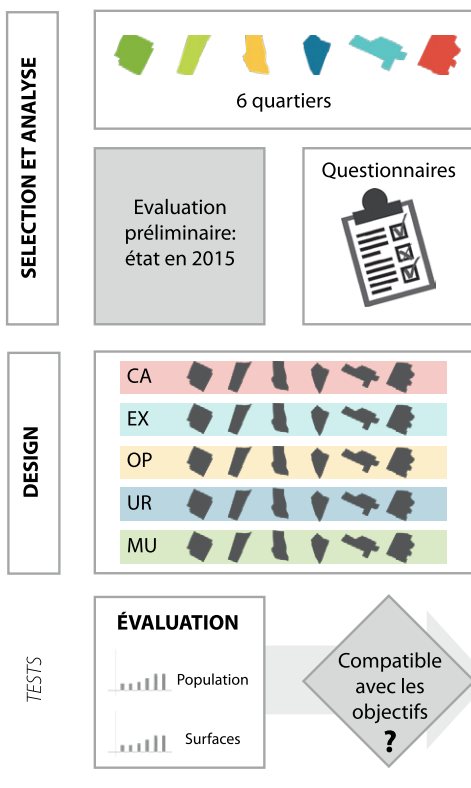 SELECTION ET ANALYSE
6 quartiers
Evaluation
préliminaire:
état en 2015
Questionnaires
DESIGN
CA
EX
OP
UR
MU
TESTS
ÉVALUATION
Population
Surfaces
Compatible
avec les
objectifs
?